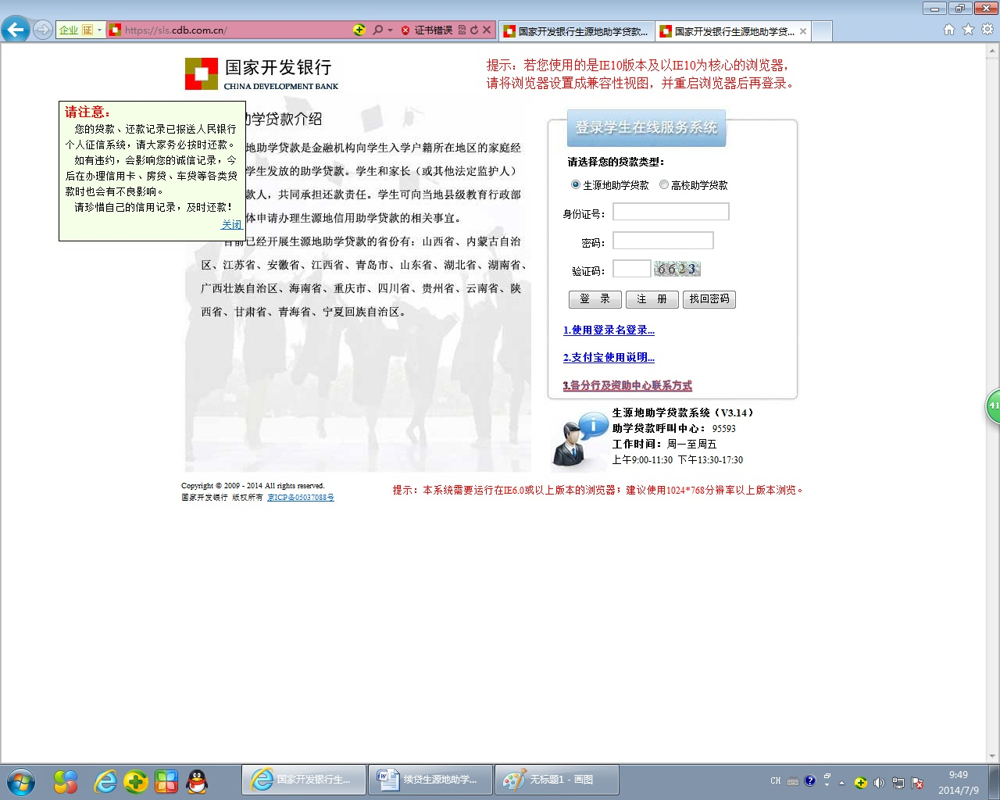 企业 证
https://sls.cdb.com.cn/
证书错误
国家开发银行生源地助学贷款...
国家开发银行生源地助学贷...
国家开发银行
CHINA DEVELOPMENT BANK
提示：若您使用的是IE10版本及以IE10为核心的浏览器，
请将浏览器设置成兼容性视图，并重启浏览器后再登录。
请注意：
您的贷款、还款记录已报送人民银行
个人征信系统，请大家务必按时还款。
如有违约，会影响您的诚信记录，今
后在办理信用卡、房贷、车贷等各类贷
款时也会有不良影响。
请珍惜自己的信用记录，及时还款！
关闭
助学贷款介绍
地助学贷款是金融机构向学生入学户籍所在地区的家庭经
学生发放的助学贷款。学生和家长（或其他法定监护人）
款人，共同承担还款责任。学生可向当地县级教育行政部
体申请办理生源地信用助学贷款的相关事宜。
目前已经开展生源地助学贷款的省份有：山西省、内蒙古自治
区、江苏省、安徽省、江西省、青岛市、山东省、湖北省、湖南省、
广西壮族自治区、海南省、重庆市、四川省、贵州省、云南省、陕
西省、甘肃省、青海省、宁夏回族自治区。
登录学生在线服务系统
请选择您的贷款类型：
生源地助学贷款 高校助学贷款
身份证号：
密码：
验证码： 6623
登 录 注 册 找回密码
1.使用登录名登录...
2.支付宝使用说明...
3.各分行及资助中心联系方式
生源地助学贷款系统（V3.14）
助学贷款呼叫中心： 95593
工作时间：周一至周五
上午9:00-11:30 下午13:30-17:30
Copyright © 2009 - 2014 All rights reserved.
国家开发银行 版权所有 京ICP备05037088号
提示：本系统需要运行在IE6.0或以上版本的浏览器；建议使用1024*768分辨率以上版本浏览。
41
国家开发银行生...
续贷生源地助学...
无标题1 - 画图
CH
9:49
2014/7/9